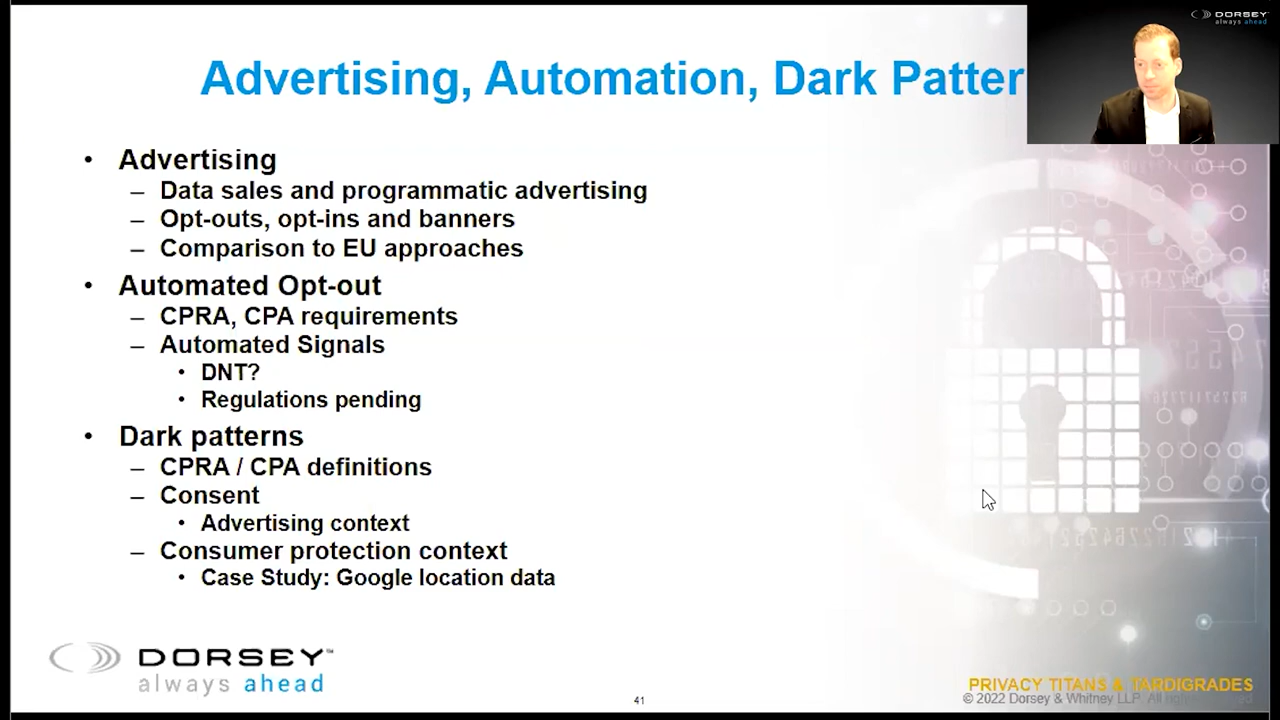 Advertising, Automation, Dark Patter
DORSEY
always ahead
• Advertising
– Data sales and programmatic advertising
– Opt-outs, opt-ins and banners
– Comparison to EU approaches
• Automated Opt-out
– CPRA, CPA requirements
– Automated Signals
• DNT?
• Regulations pending
• Dark patterns
– CPRA / CPA definitions
– Consent
• Advertising context
– Consumer protection context
• Case Study: Google location data
DORSEY™
always ahead
41
PRIVACY TITANS & TARDIGRADES
© 2022 Dorsey & Whitney LLP. All rights reserved